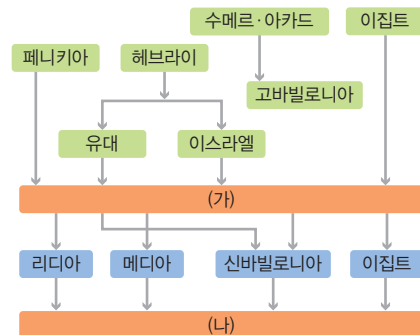 수메르·아카드
이집트
페니키아
헤브라이
고바빌로니아
유대
이스라엘
(가)
리디아
메디아
신바빌로니아
이집트
(나)